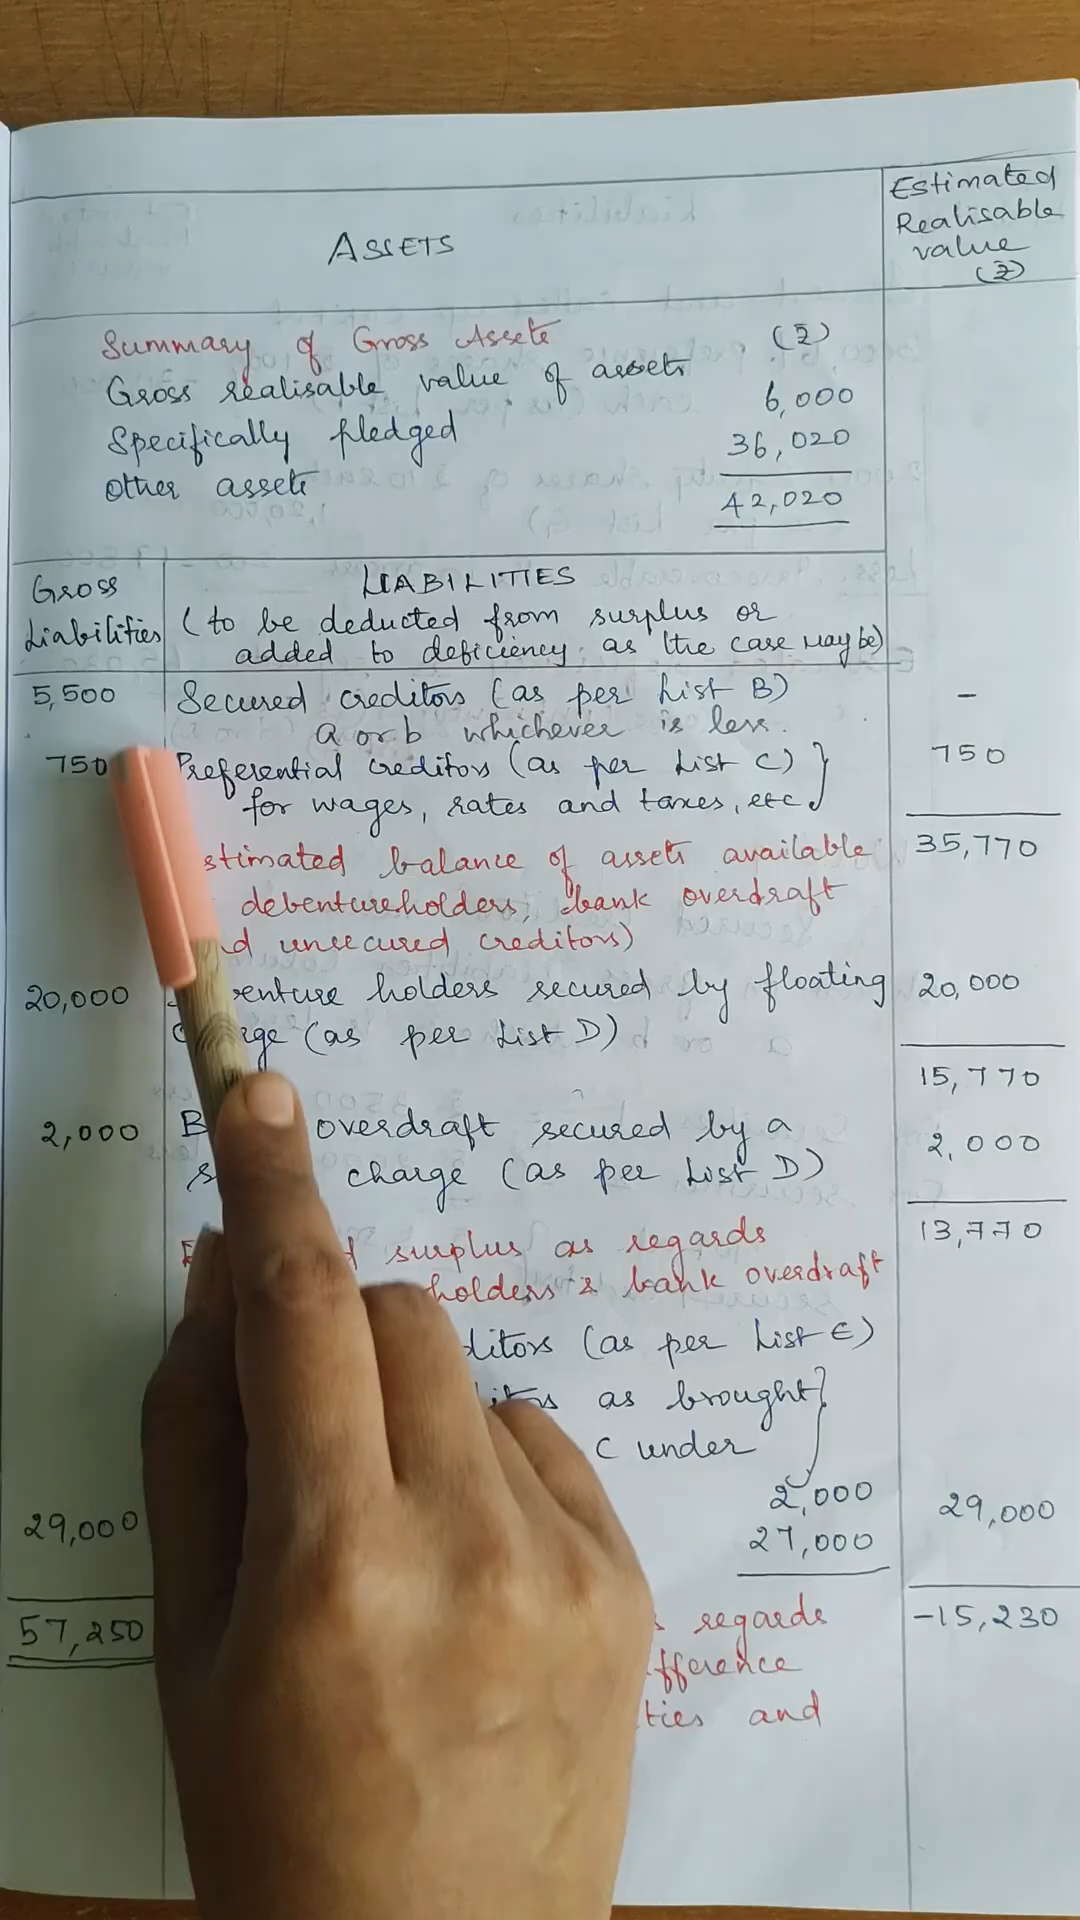 ASSETS
Estimated
Realisable
value
(₹)
Summary of Gross Assets (₹)
Gross realisable value of assets
Specifically pledged 6,000
Other assets 36,020
42,020
Gross
Liabilities
LIABILITIES
(to be deducted from surplus or
added to deficiency as the case may be)
5,500 Secured creditors (as per List B) -
a or b whichever is less.
750 Preferential creditors (as per List C) 750
for wages, rates and taxes, etc
stimated balance of assets available 35,770
debentureholders, bank overdraft
d unsecured creditors)
20,000 enture holders secured by floating 20,000
ge (as per List D)
15,770
2,000 B overdraft secured by a 2,000
charge (as per List D)
13,770
surplus as regards
holders & bank overdraft
ditors (as per List E)
itors as brought
C under
2,000
29,000 27,000 29,000
57,250 regards -15,230
fference
ties and